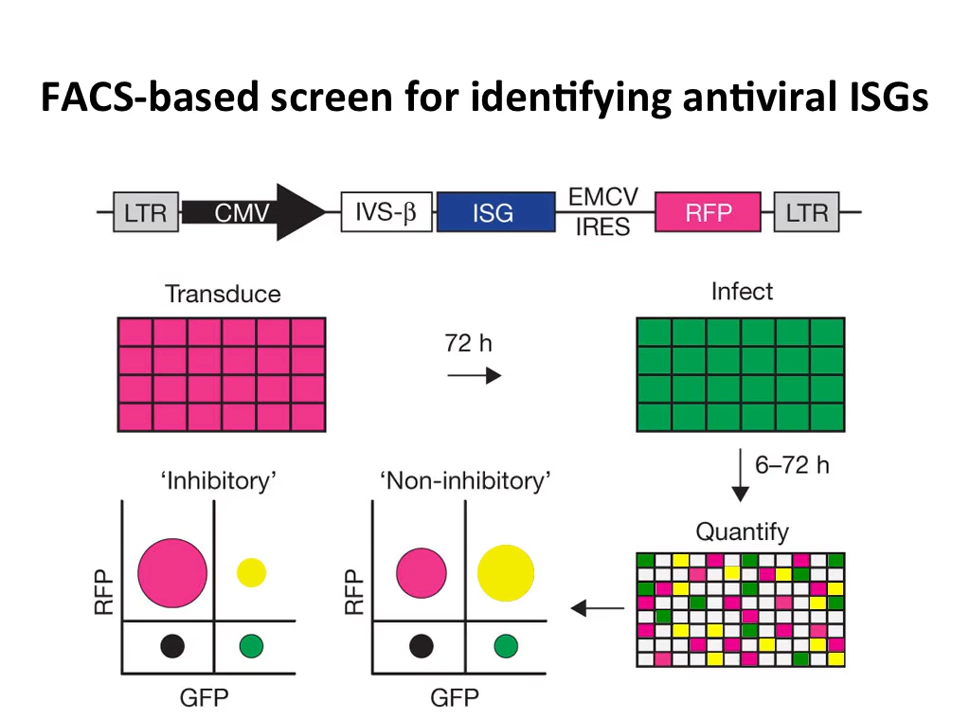 FACS-based screen for identifying antiviral ISGs
LTR
CMV
IVS-β
ISG
EMCV
IRES
RFP
LTR
Transduce
72 h
Infect
6–72 h
‘Inhibitory’
‘Non-inhibitory’
Quantify
RFP
RFP
GFP
GFP